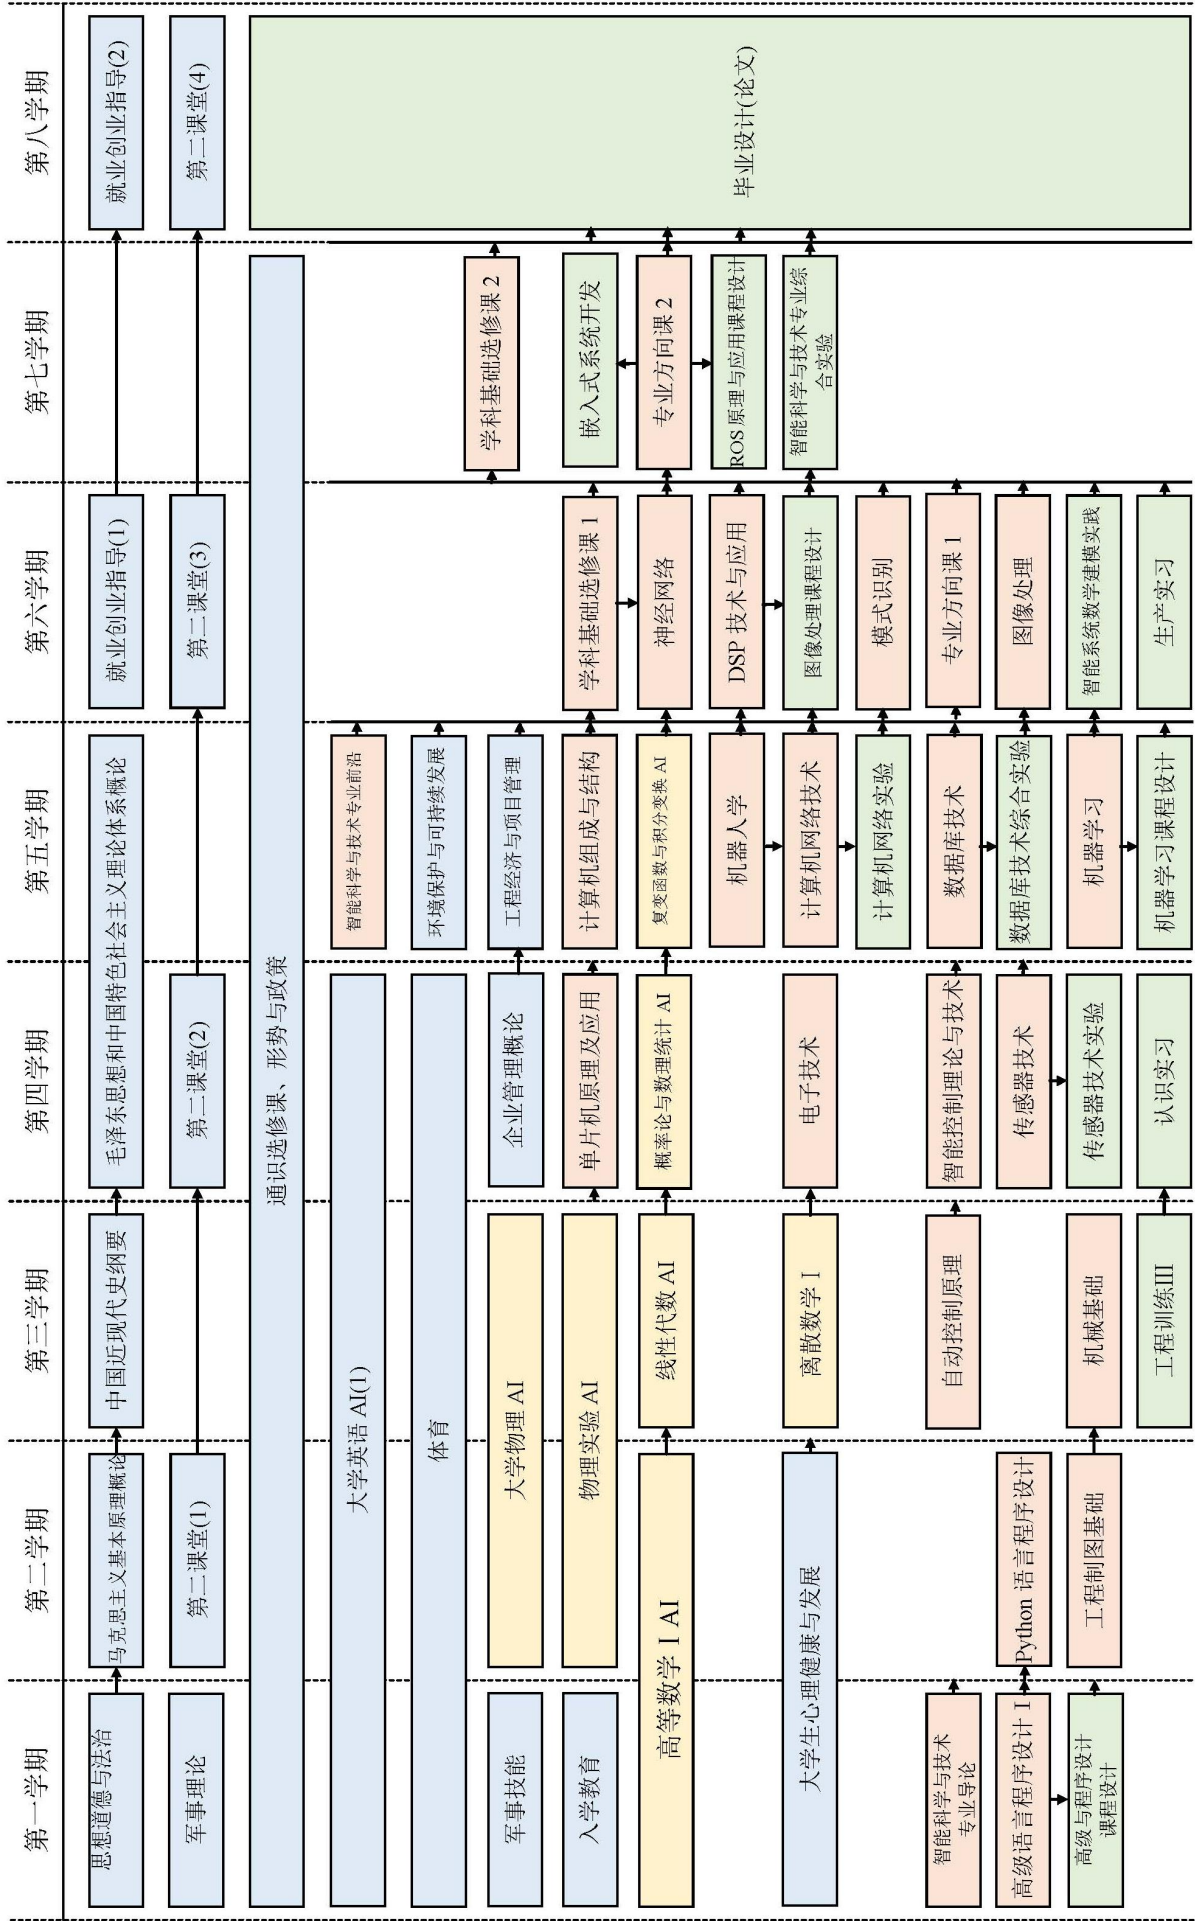 第一学期
第二学期
第三学期
第四学期
第五学期
第六学期
第七学期
第八学期
思想道德与法治
马克思主义基本原理概论
中国近现代史纲要
毛泽东思想和中国特色社会主义理论体系概论
就业创业指导(1)
就业创业指导(2)
军事理论
第二课堂(1)
第二课堂(2)
第二课堂(3)
第二课堂(4)
通识选修课、形势与政策
毕业设计(论文)
大学英语 AI(1)
智能科学与技术专业前沿
体育
环境保护与可持续发展
军事技能
大学物理 AI
企业管理概论
工程经济与项目管理
学科基础选修课 2
入学教育
物理实验 AI
单片机原理及应用
计算机组成与结构
学科基础选修课 1
嵌入式系统开发
高等数学 I AI
线性代数 AI
概率论与数理统计 AI
复变函数与积分变换 AI
神经网络
专业方向课 2
机器人学
DSP 技术与应用
ROS 原理与应用课程设计
大学生心理健康与发展
离散数学 I
电子技术
计算机网络技术
图像处理课程设计
智能科学与技术专业综
合实验
计算机网络实验
模式识别
智能科学与技术
专业导论
自动控制原理
智能控制理论与技术
数据库技术
专业方向课 1
高级语言程序设计 I
Python 语言程序设计
传感器技术
数据库技术综合实验
图像处理
高级与程序设计
课程设计
工程制图基础
机械基础
传感器技术实验
机器学习
智能系统数学建模实践
工程训练III
认识实习
机器学习课程设计
生产实习